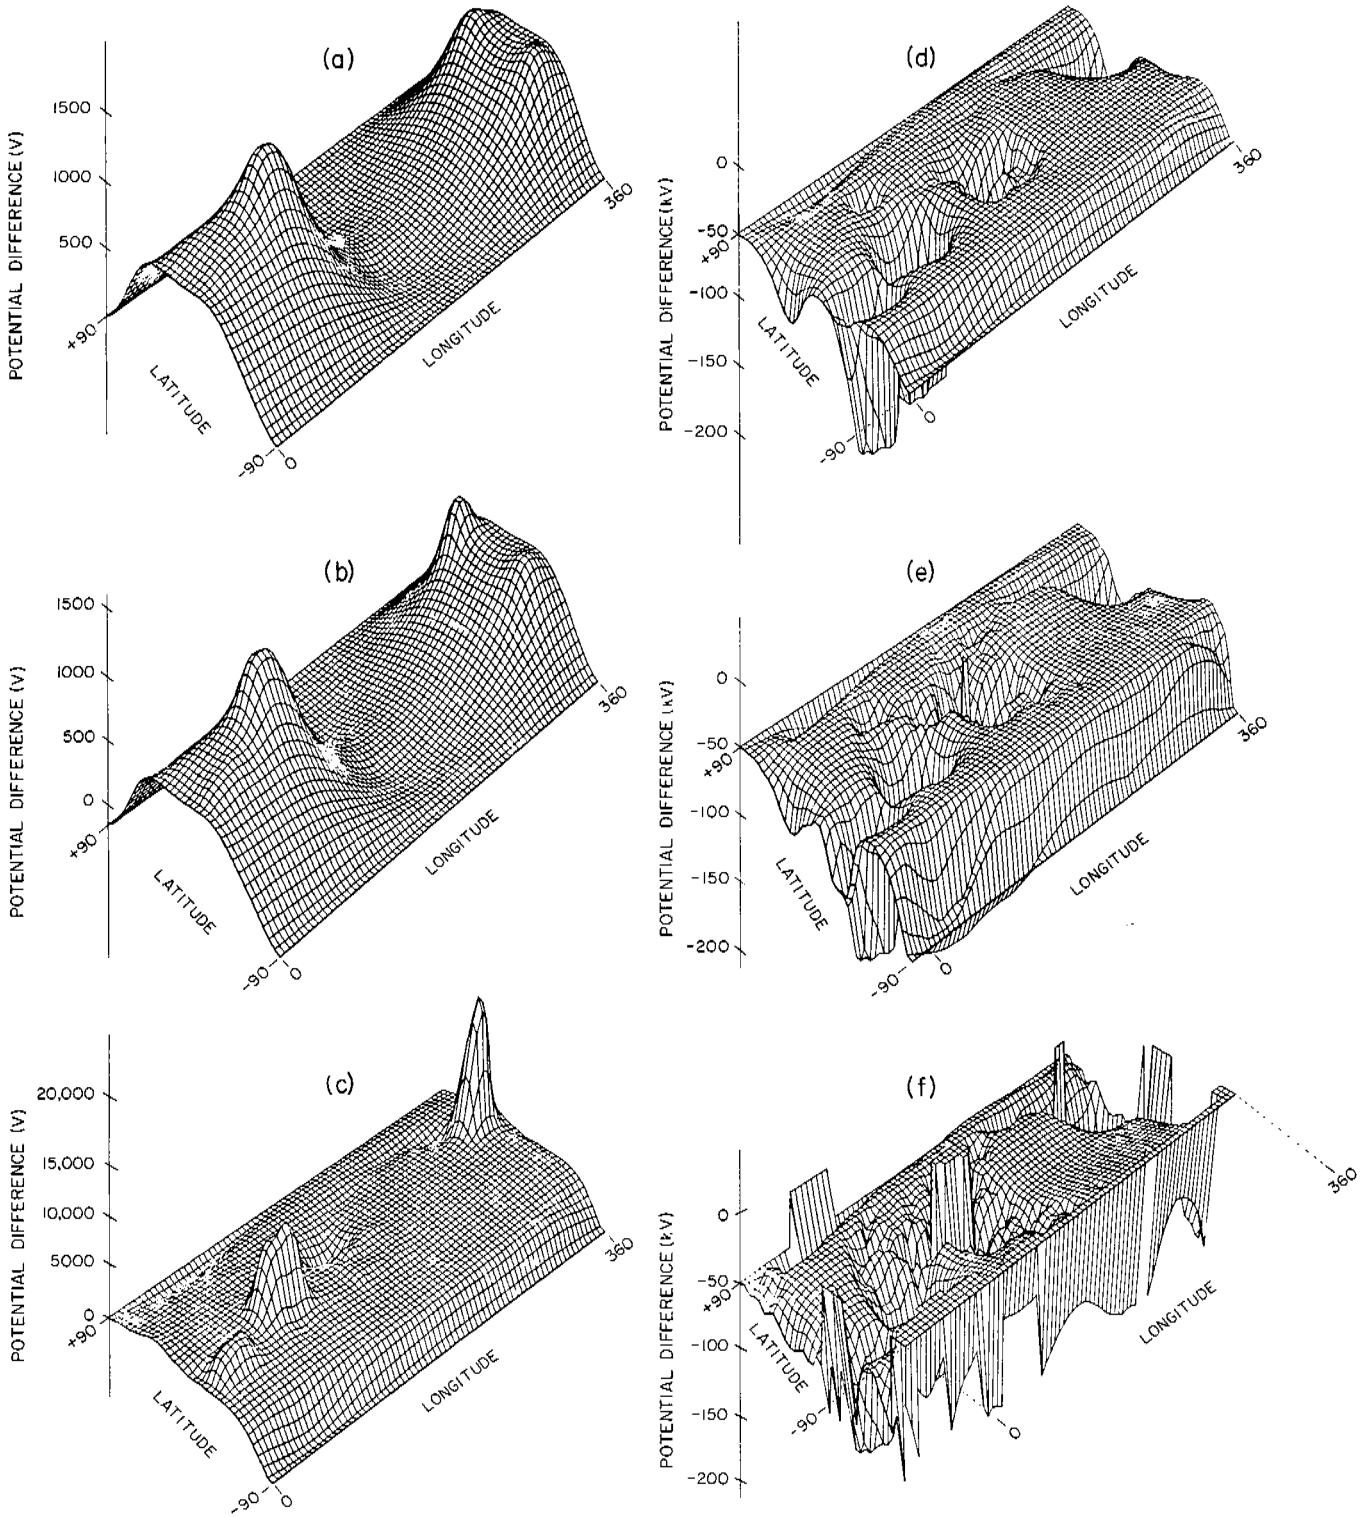 (a)
POTENTIAL DIFFERENCE (V)
1500
1000
500
+90
LATITUDE
-90
0
LONGITUDE
360
(b)
POTENTIAL DIFFERENCE (V)
1500
1000
500
0
+90
LATITUDE
-90
0
LONGITUDE
360
(c)
POTENTIAL DIFFERENCE (V)
20,000
15,000
10,000
5000
0
+90
LATITUDE
-90
0
LONGITUDE
360
(d)
POTENTIAL DIFFERENCE (kV)
0
-50
+90
-100
-150
-200
LATITUDE
-90
0
LONGITUDE
360
(e)
POTENTIAL DIFFERENCE (kV)
0
-50
+90
-100
-150
-200
LATITUDE
-90
0
LONGITUDE
360
(f)
POTENTIAL DIFFERENCE (kV)
0
-50
+90
-100
-150
-200
LATITUDE
-90
0
LONGITUDE
360